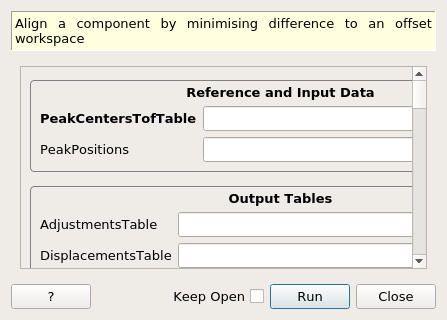 Align a component by minimising difference to an offset
workspace
Reference and Input Data
PeakCentersTofTable
PeakPositions
Output Tables
AdjustmentsTable
DisplacementsTable
? Keep Open Run Close